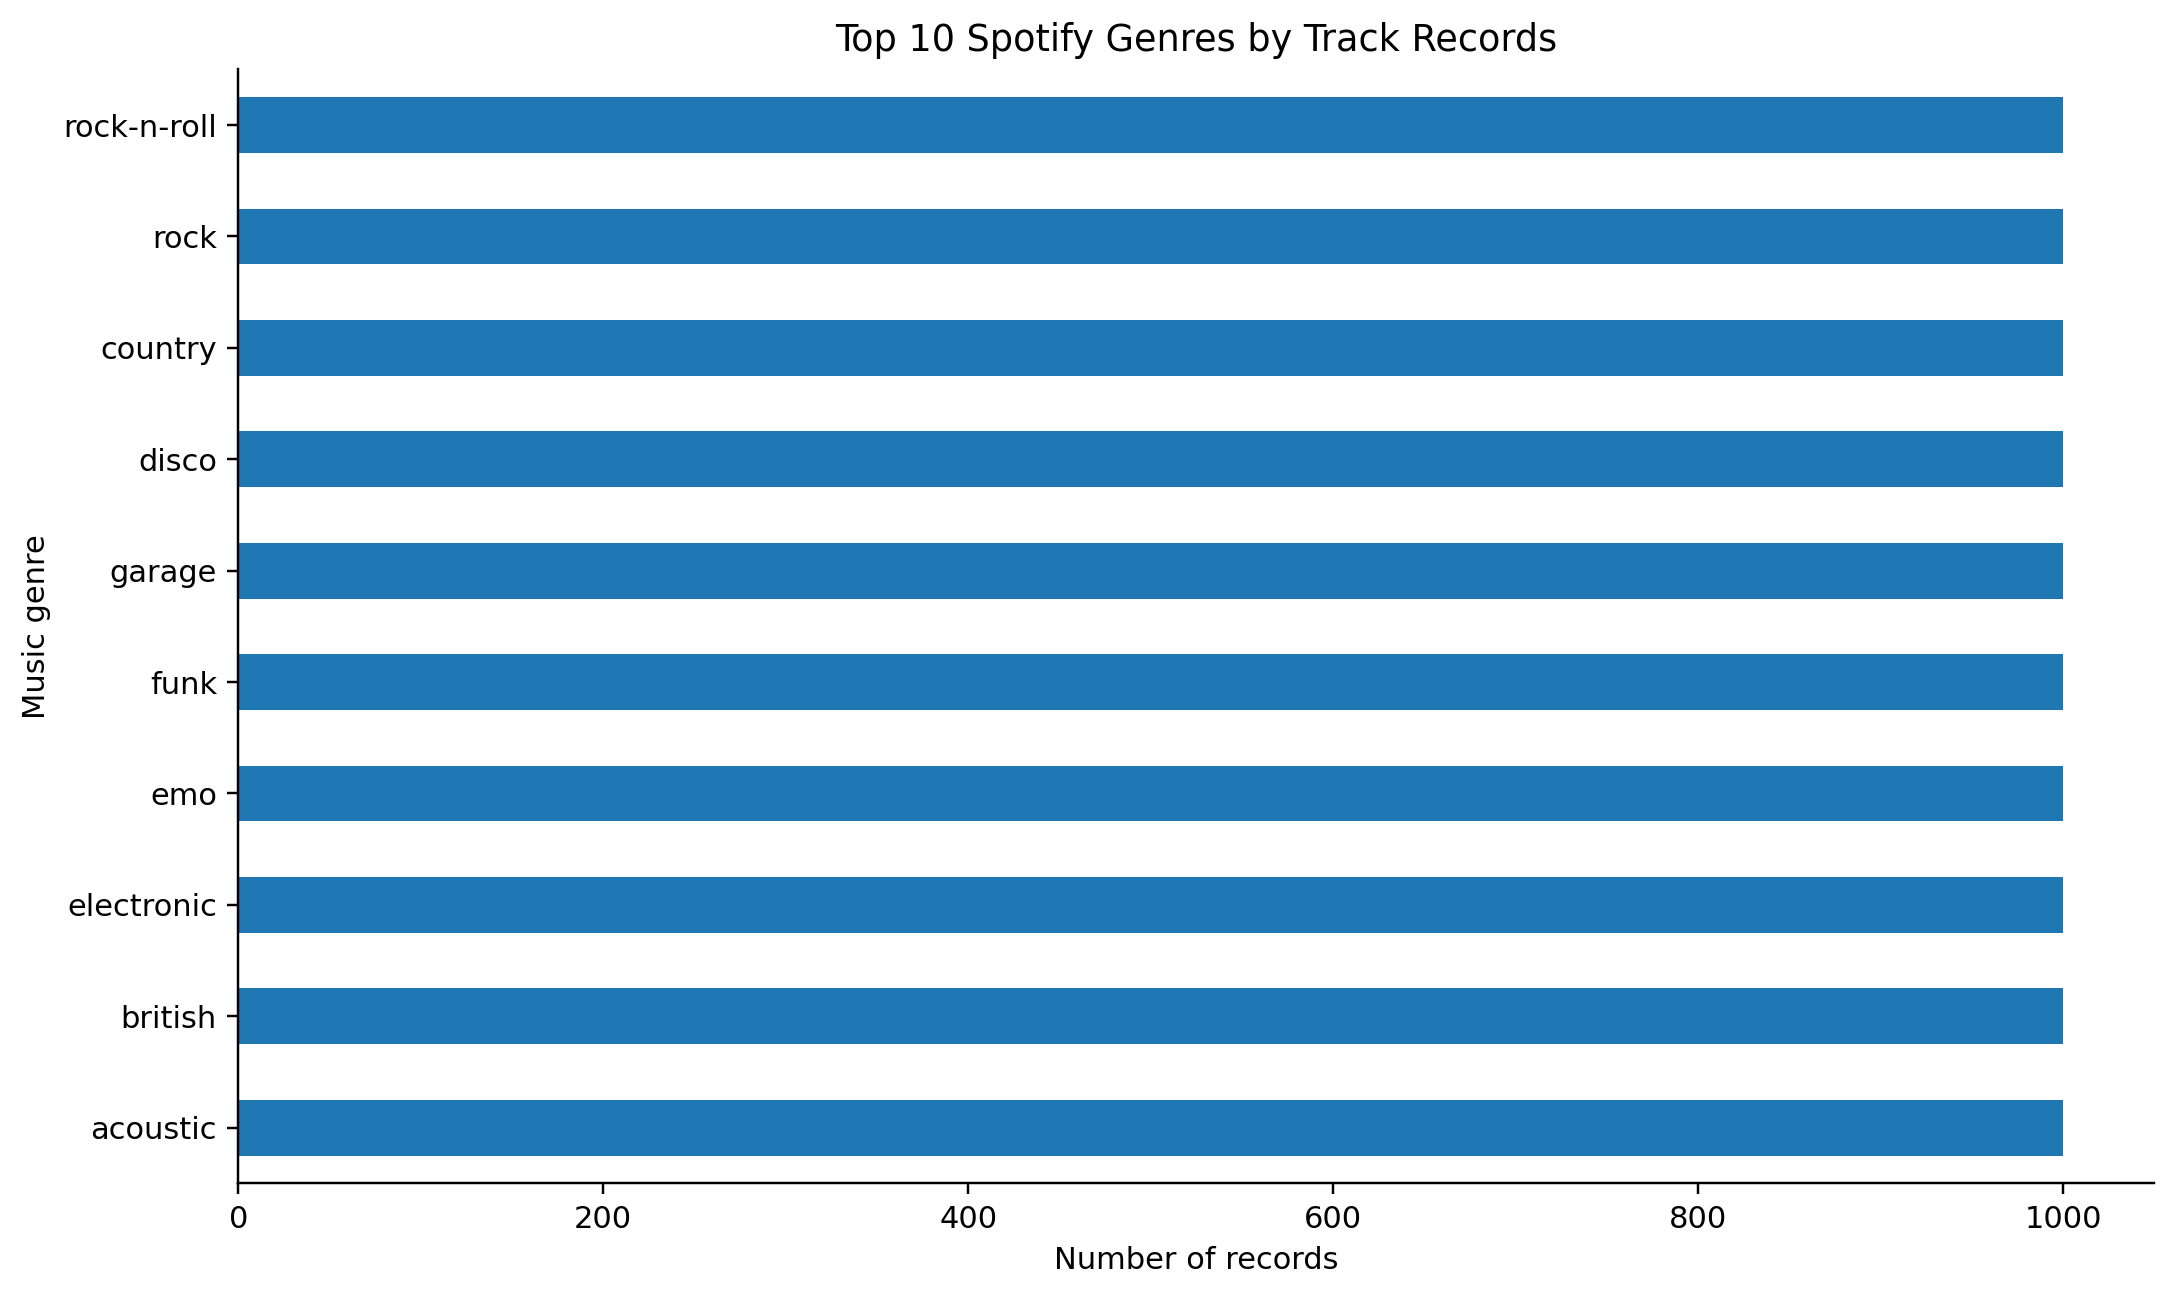 Top 10 Spotify Genres by Track Records
Music genre
rock-n-roll
rock
country
disco
garage
funk
emo
electronic
british
acoustic
0 200 400 600 800 1000
Number of records